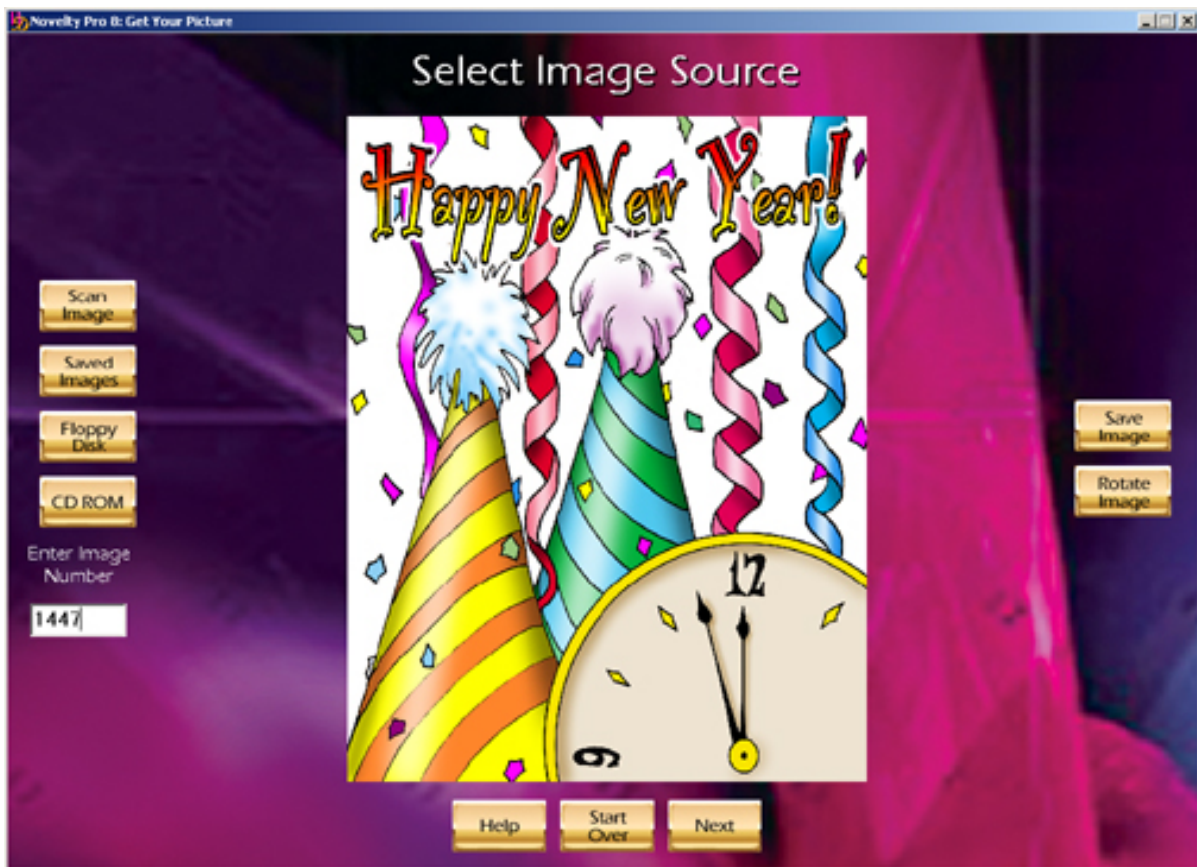 Novelty Pro 8: Get Your Picture
Select Image Source
Happy New Year!
Scan
Image
Saved
Images
Floppy
Disk
CD ROM
Enter Image
Number
1447
Save
Image
Rotate
Image
12
9
Help
Start
Over
Next